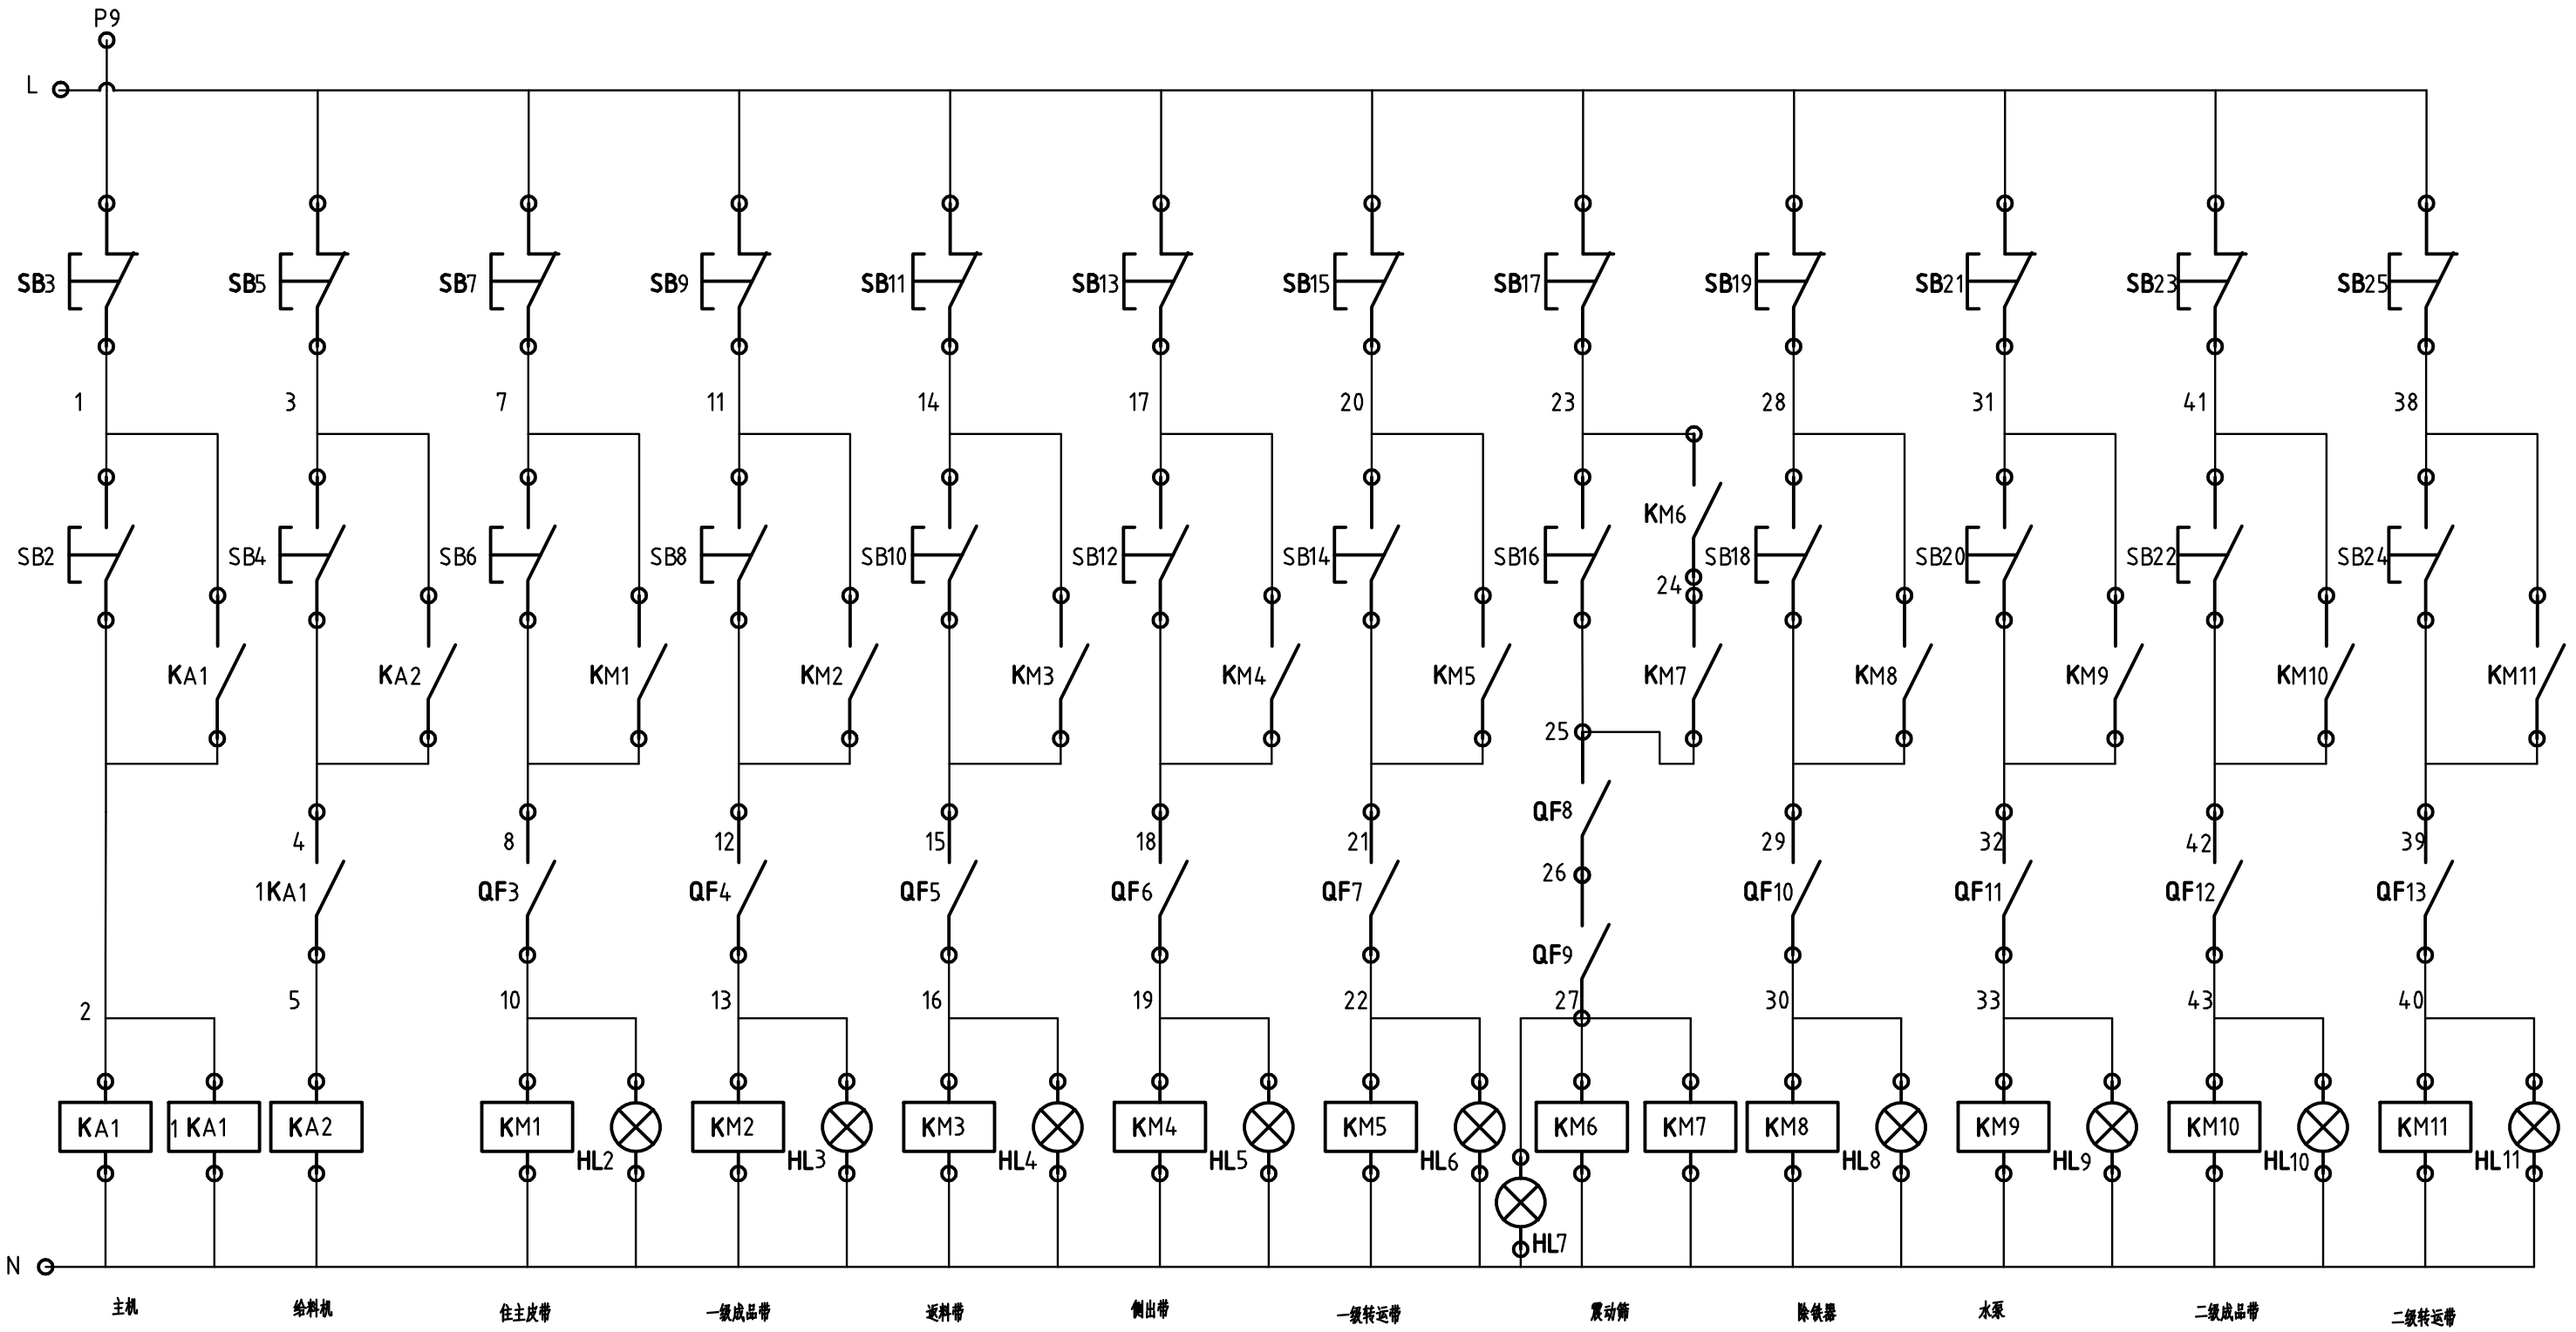 P9
L
SB3 SB5 SB7 SB9 SB11 SB13 SB15 SB17 SB19 SB21 SB23 SB25
1 3 7 11 14 17 20 23 28 31 41 38
KM6
SB2 SB4 SB6 SB8 SB10 SB12 SB14 SB16 SB18 SB20 SB22 SB24
24
KA1 KA2 KM1 KM2 KM3 KM4 KM5 KM7 KM8 KM9 KM10 KM11
25
QF8
4 8 12 15 18 21 29 32 42 39
26
1KA1 QF3 QF4 QF5 QF6 QF7 QF10 QF11 QF12 QF13
QF9
2 5 10 13 16 19 22 27 30 33 43 40
KA1 1KA1 KA2 KM1 KM2 KM3 KM4 KM5 KM6 KM7 KM8 KM9 KM10 KM11
HL2 HL3 HL4 HL5 HL6 HL8 HL9 HL10 HL11
HL7
N
主机 给料机 住主皮带 一级成品带 返料带 侧出带 一级转运带 震动筛 除铁器 水泵 二级成品带 二级转运带